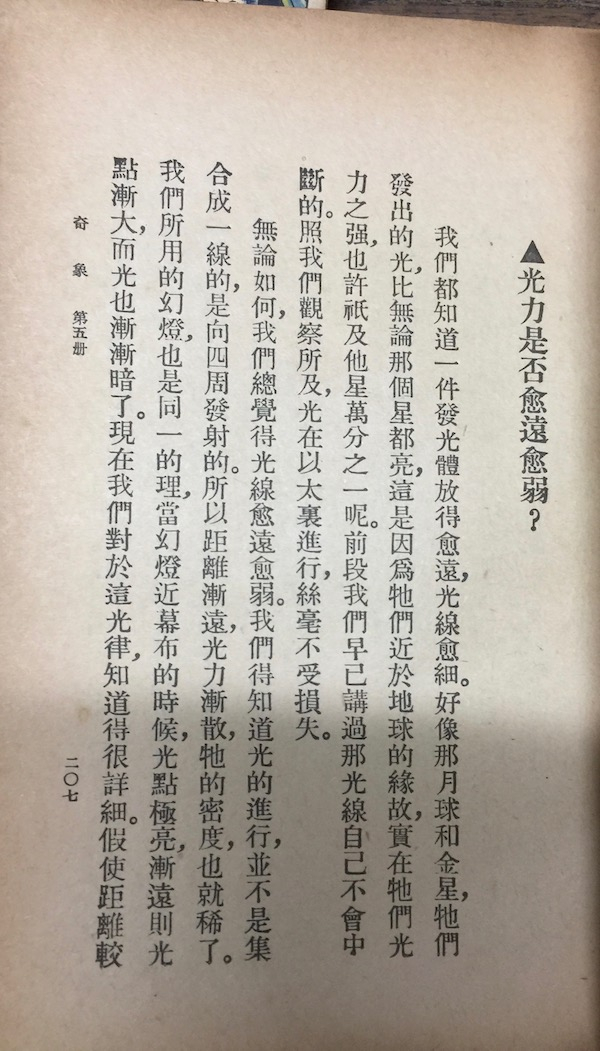 ▲光力是否愈遠愈弱？
我們都知道一件發光體放得愈遠，光線愈細。好像那月球和金星，牠們
發出的光，比無論那個星都亮，這是因爲牠們近於地球的緣故，實在牠們光
力之强，也許祇及他星萬分之一呢。前段我們早已講過那光線自己不會中
斷的。照我們觀察所及，光在以太裏進行，絲毫不受損失。
無論如何，我們總覺得光線愈遠愈弱。我們得知道光的進行，並不是集
合成一線的，是向四周發射的。所以距離漸遠，光力漸散，牠的密度，也就稀了。
我們所用的幻燈，也是同一的理，當幻燈近幕布的時候，光點極亮，漸遠則光
點漸大，而光也漸漸暗了。現在我們對於這光律，知道得很詳細。假使距離較
奇象 第五册
二〇七